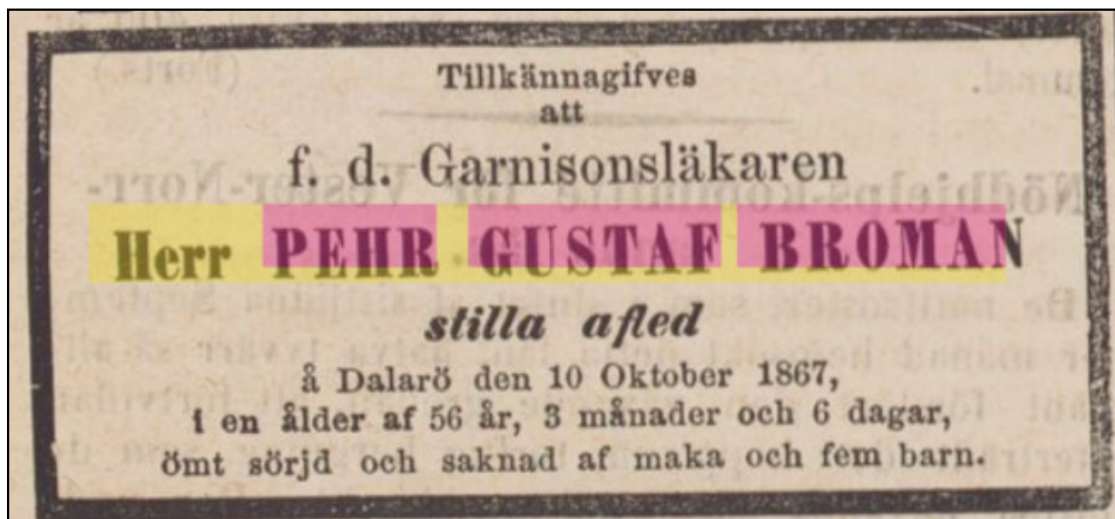 Tillkännagifves
att
f. d. Garnisonsläkaren
Herr PEHR GUSTAF BROMAN
stilla afled
å Dalarö den 10 Oktober 1867,
i en ålder af 56 år, 3 månader och 6 dagar,
ömt sörjd och saknad af maka och fem barn.